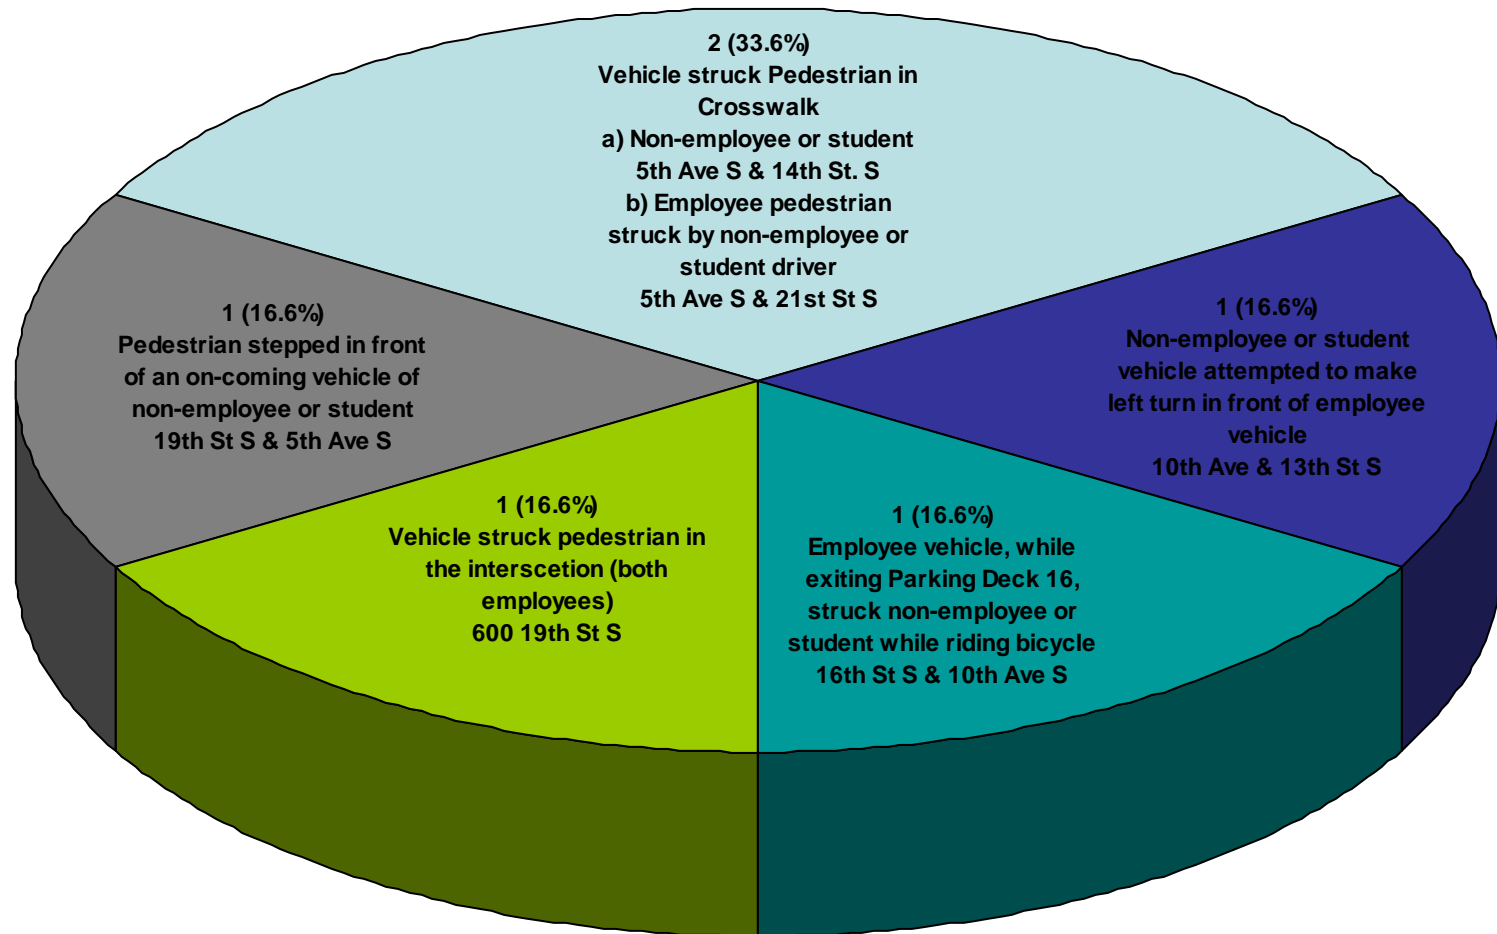 2 (33.6%)
Vehicle struck Pedestrian in
Crosswalk
a) Non-employee or student
5th Ave S & 14th St. S
b) Employee pedestrian
struck by non-employee or
student driver
5th Ave S & 21st St S
1 (16.6%)
Non-employee or student
vehicle attempted to make
left turn in front of employee
vehicle
10th Ave & 13th St S
1 (16.6%)
Employee vehicle, while
exiting Parking Deck 16,
struck non-employee or
student while riding bicycle
16th St S & 10th Ave S
1 (16.6%)
Vehicle struck pedestrian in
the interscetion (both
employees)
600 19th St S
1 (16.6%)
Pedestrian stepped in front
of an on-coming vehicle of
non-employee or student
19th St S & 5th Ave S